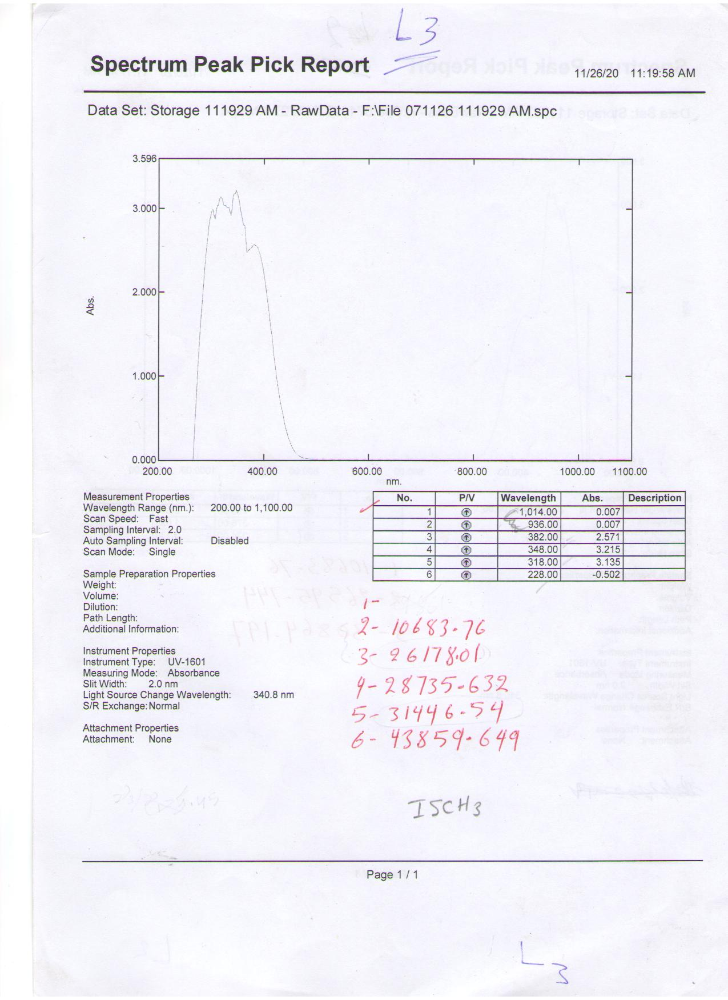 L3
Spectrum Peak Pick Report
11/26/20 11:19:58 AM
Data Set: Storage 111929 AM - RawData - F:\File 071126 111929 AM.spc
3.596
3.000
2.000
1.000
0.000
Abs.
200.00 400.00 600.00 800.00 1000.00 1100.00
nm.
Measurement Properties
Wavelength Range (nm.): 200.00 to 1,100.00
Scan Speed: Fast
Sampling Interval: 2.0
Auto Sampling Interval: Disabled
Scan Mode: Single
No. P/V Wavelength Abs. Description
1 1,014.00 0.007
2 936.00 0.007
3 382.00 2.571
4 348.00 3.215
5 318.00 3.135
6 228.00 -0.502
Sample Preparation Properties
Weight:
Volume:
Dilution:
Path Length:
Additional Information:
Instrument Properties
Instrument Type: UV-1601
Measuring Mode: Absorbance
Slit Width: 2.0 nm
Light Source Change Wavelength: 340.8 nm
S/R Exchange: Normal
Attachment Properties
Attachment: None
1-
2- 10683.76
3- 26178.01
4- 28735.632
5- 31446.54
6- 43859.649
ISCH3
Page 1 / 1
L3